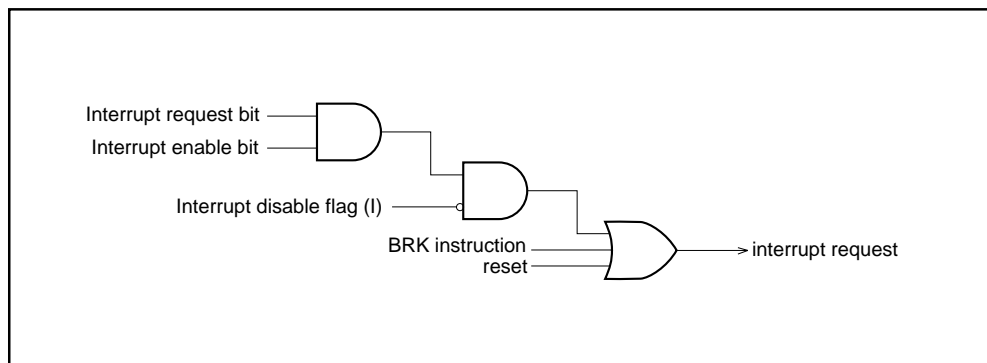 Interrupt request bit
Interrupt enable bit
Interrupt disable flag (I)
BRK instruction
reset
interrupt request